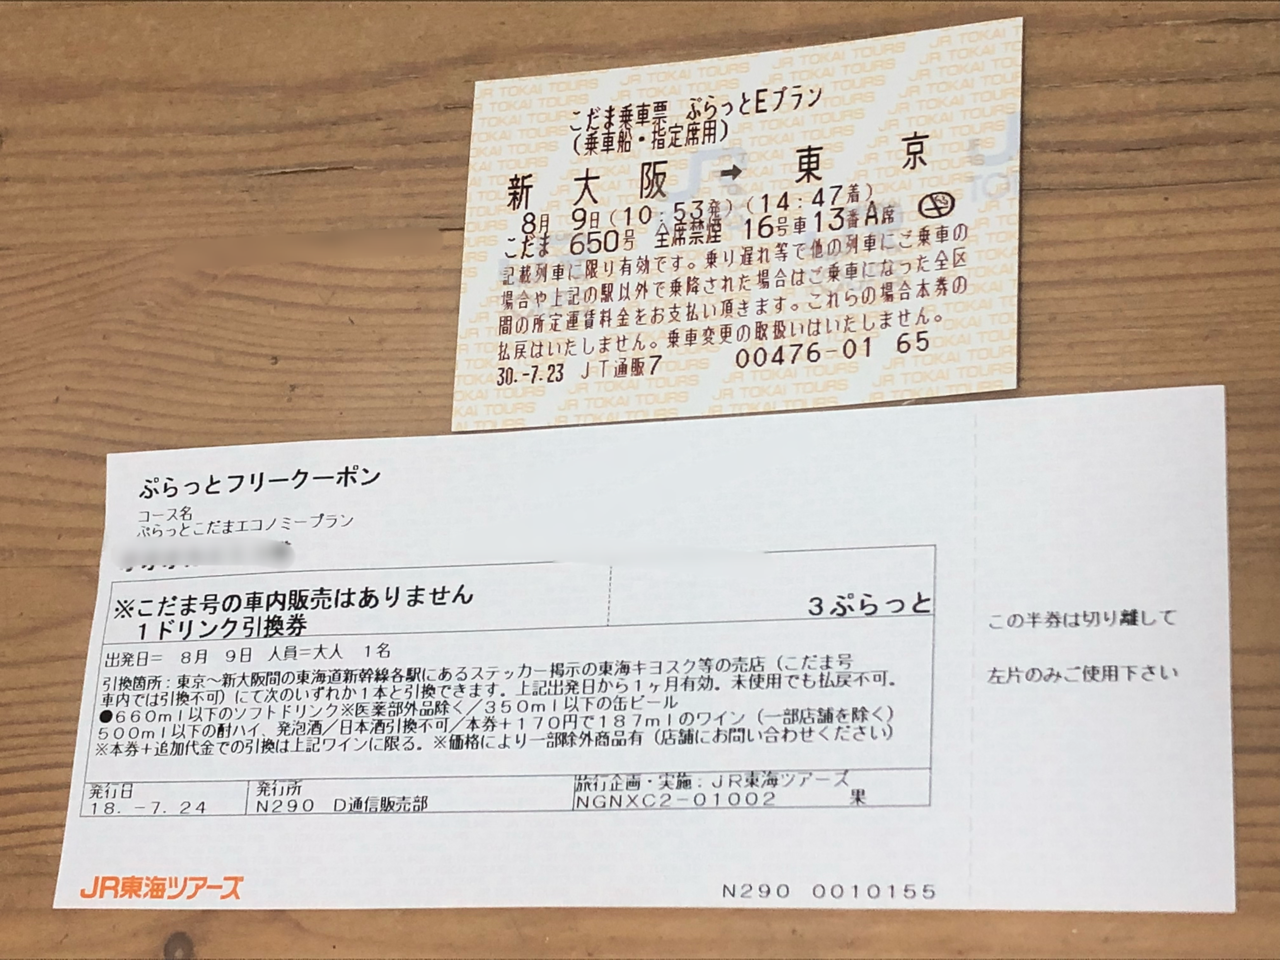 こだま乗車票 ぷらっとEプラン
(乗車船・指定席用)
新大阪 → 東京
8月 9日(10:53発)(14:47着)
こだま 650号 全席禁煙 16号車13番A席
記載列車に限り有効です。乗り遅れ等で他の列車にご乗車の
場合や上記の駅以外で乗降された場合はご乗車になった全区
間の所定運賃料金をお支払い頂きます。これらの場合本券の
払戻はいたしません。乗車変更の取扱いはいたしません。
30.-7.23 JT通販7 00476-01 65
ぷらっとフリークーポン
コース名
ぷらっとこだまエコノミープラン
※こだま号の車内販売はありません
1ドリンク引換券
3ぷらっと
出発日= 8月 9日 人員=大人 1名
引換箇所:東京~新大阪間の東海道新幹線各駅にあるステッカー掲示の東海キヨスク等の売店(こだま号
車内では引換不可)にて次のいずれか1本と引換できます。上記出発日から1ヶ月有効。未使用でも払戻不可。
●660ml以下のソフトドリンク※医薬部外品除く/350ml以下の缶ビール
500ml以下の酎ハイ、発泡酒/日本酒引換不可/本券+170円で187mlのワイン(一部店舗を除く)
※本券+追加代金での引換は上記ワインに限る。※価格により一部除外商品有(店舗にお問い合わせください)
発行日
18.-7.24
発行所
N290 D通信販売部
旅行企画・実施:JR東海ツアーズ
NGNXC2-01002 果
JR東海ツアーズ
N290 0010155
この半券は切り離して
左片のみご使用下さい